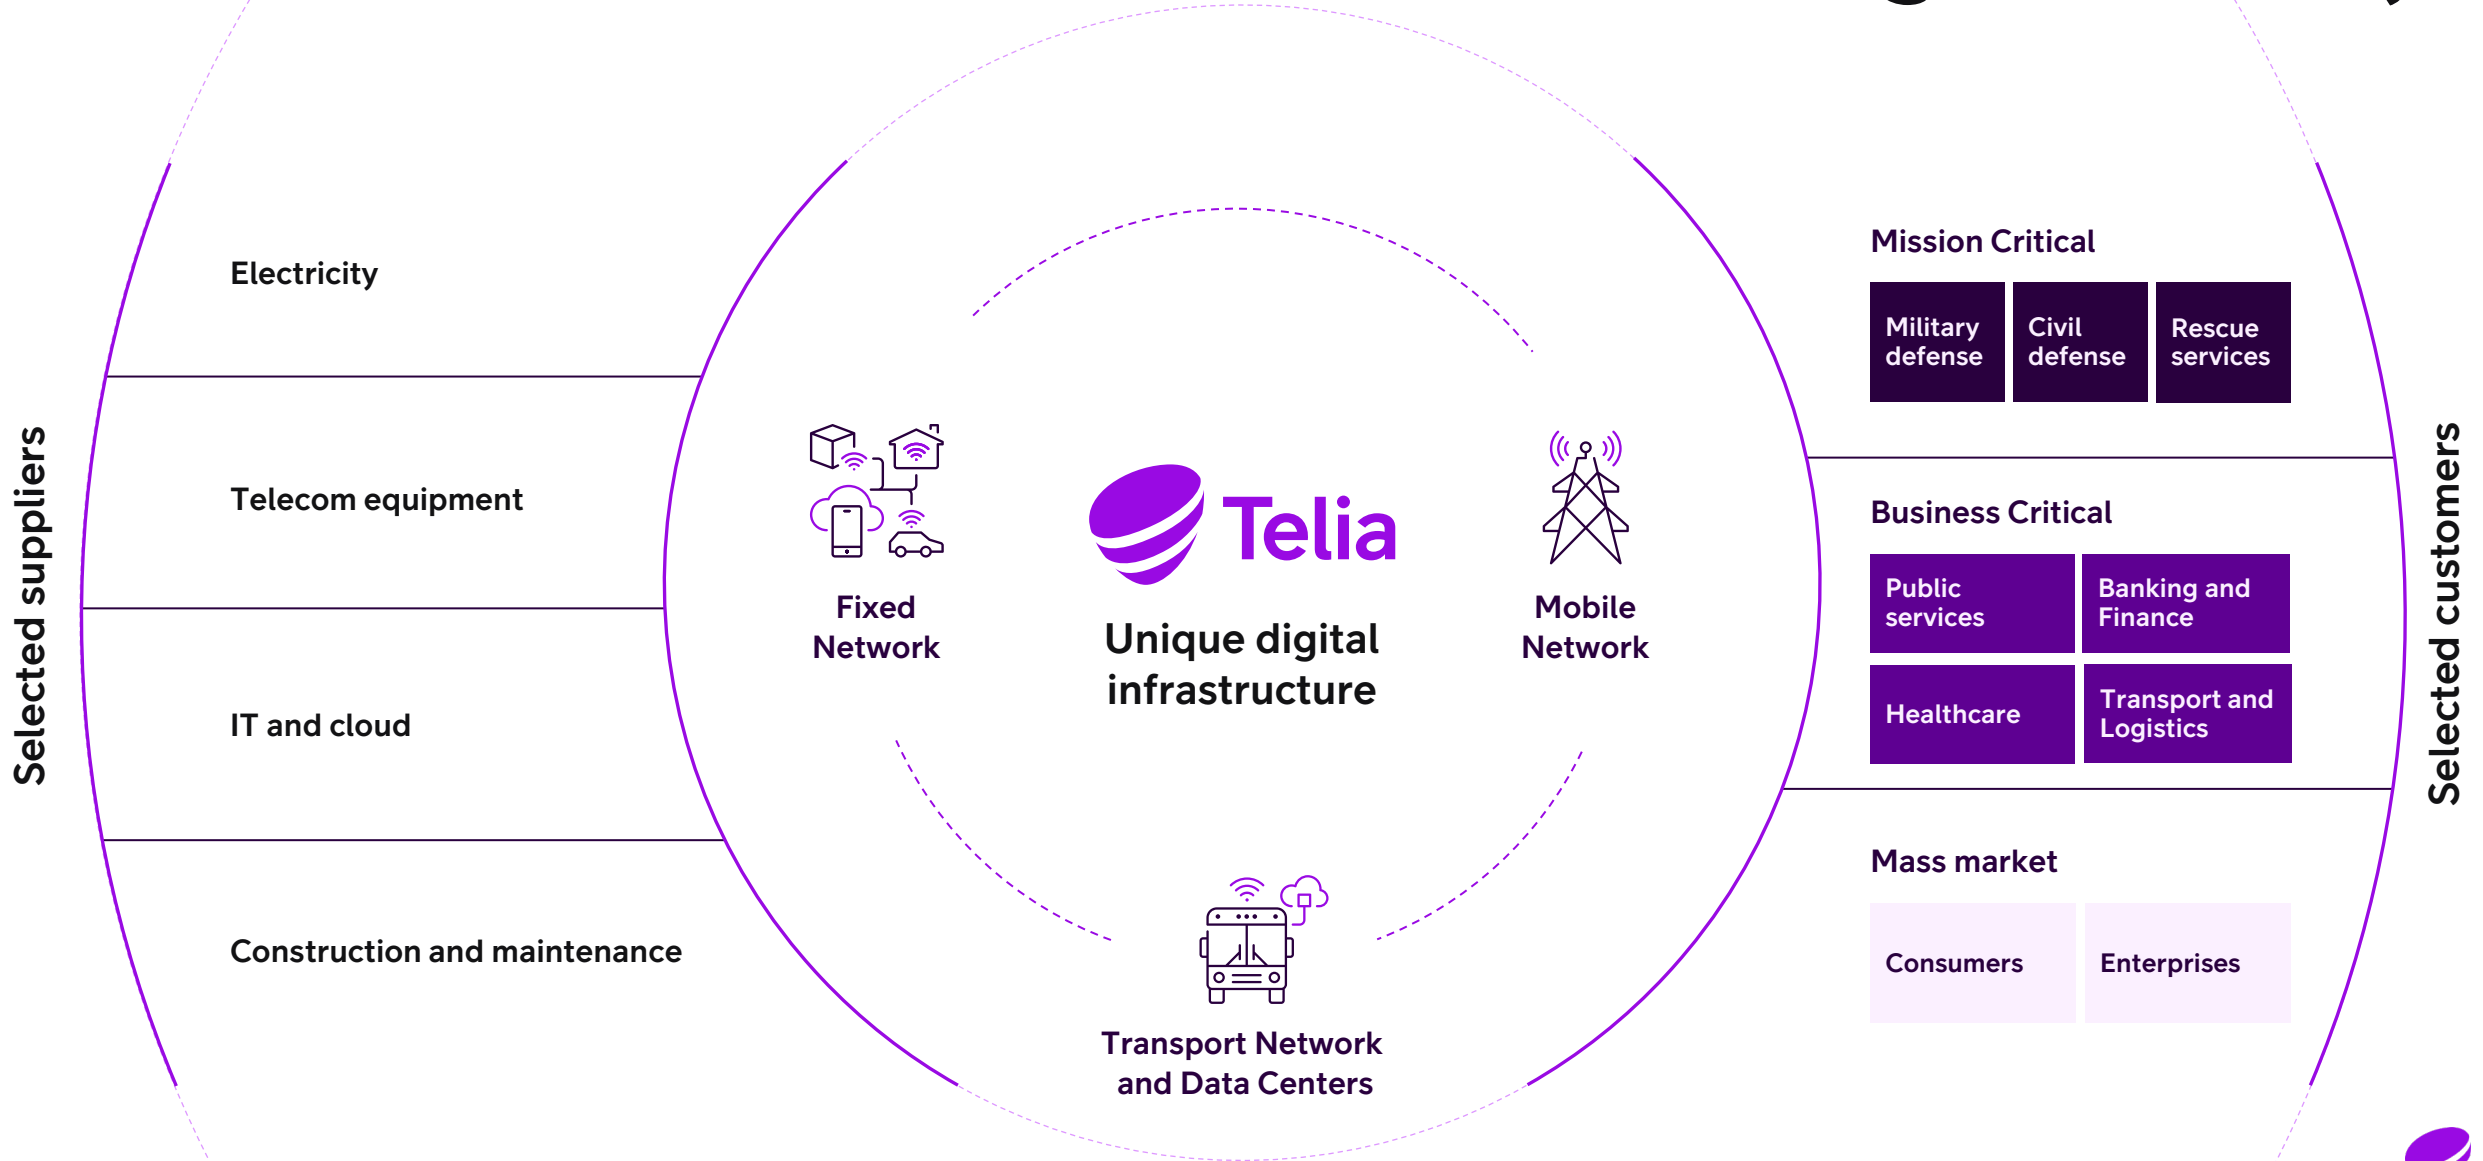 Selected suppliers
Electricity
Telecom equipment
IT and cloud
Construction and maintenance
Fixed
Network
Telia
Unique digital
infrastructure
Mobile
Network
Transport Network
and Data Centers
Mission Critical
Military
defense
Civil
defense
Rescue
services
Business Critical
Public
services
Banking and
Finance
Healthcare
Transport and
Logistics
Mass market
Consumers
Enterprises
Selected customers